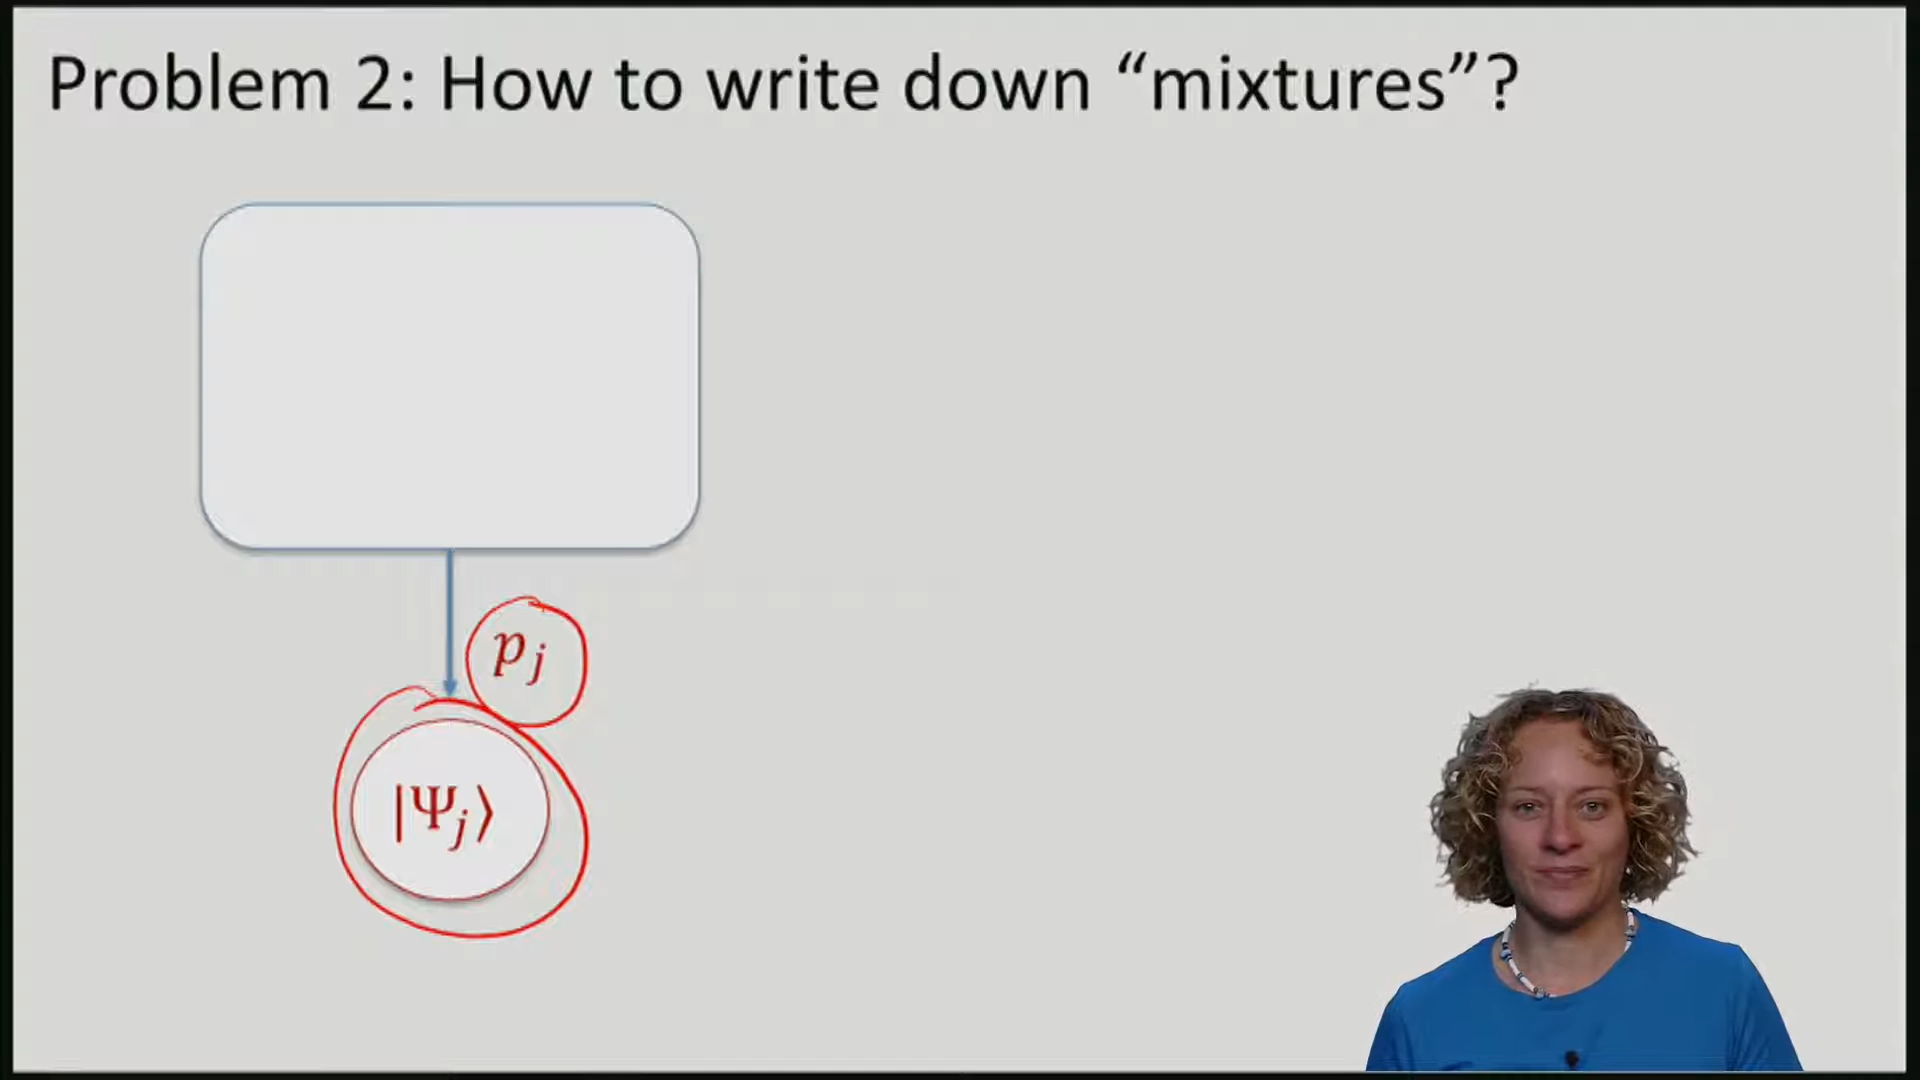 Problem 2: How to write down “mixtures”?
p_j
|Ψ_j⟩